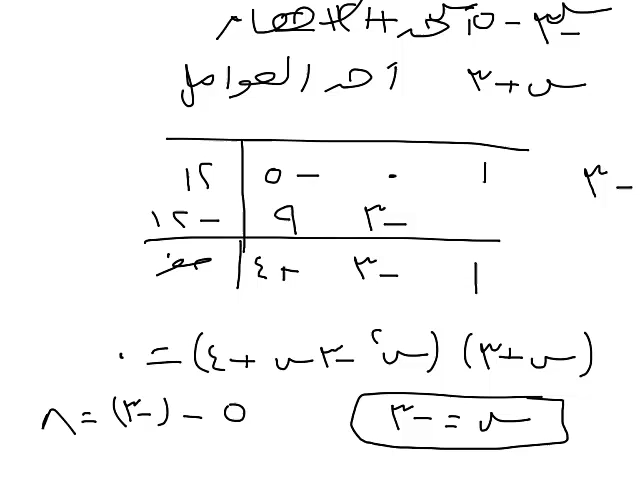 س + ٣ أحد العوامل
- ٣ ١ ٠ - ٥ ١٢
- ٣ ٩ - ١٢
١ - ٣ + ٤ صفر
(س + ٣) (س٢ - ٣س + ٤) = ٠
س = - ٣ ٥ - (- ٣) = ٨